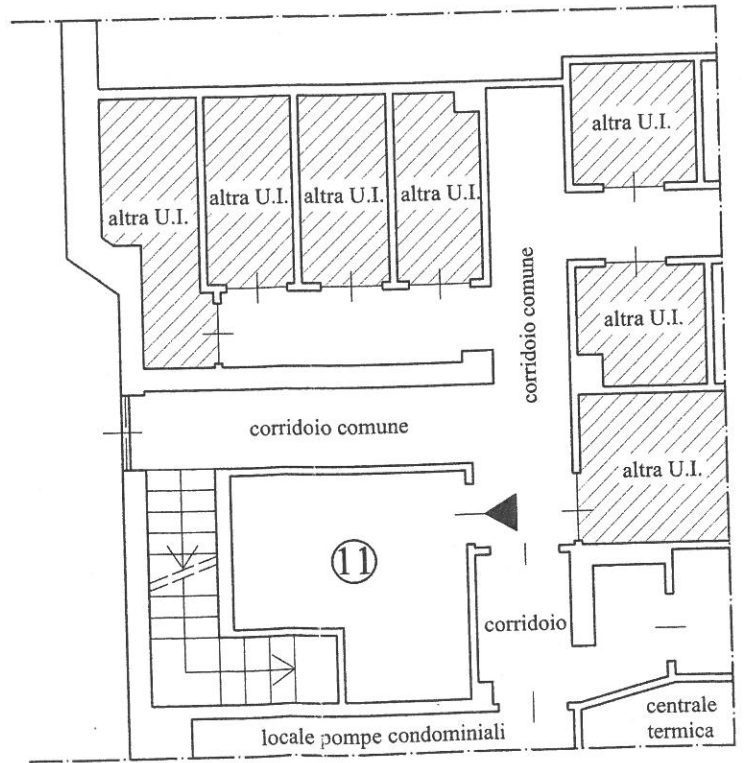 altra U.I.
altra U.I.
altra U.I.
altra U.I.
altra U.I.
corridoio comune
altra U.I.
corridoio comune
altra U.I.
11
corridoio
centrale
termica
locale pompe condominiali